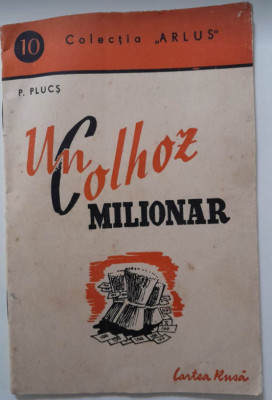 10 Colecția „ARLUS"
P. PLUCȘ
Un Colhoz
MILIONAR
Cartea Rusă